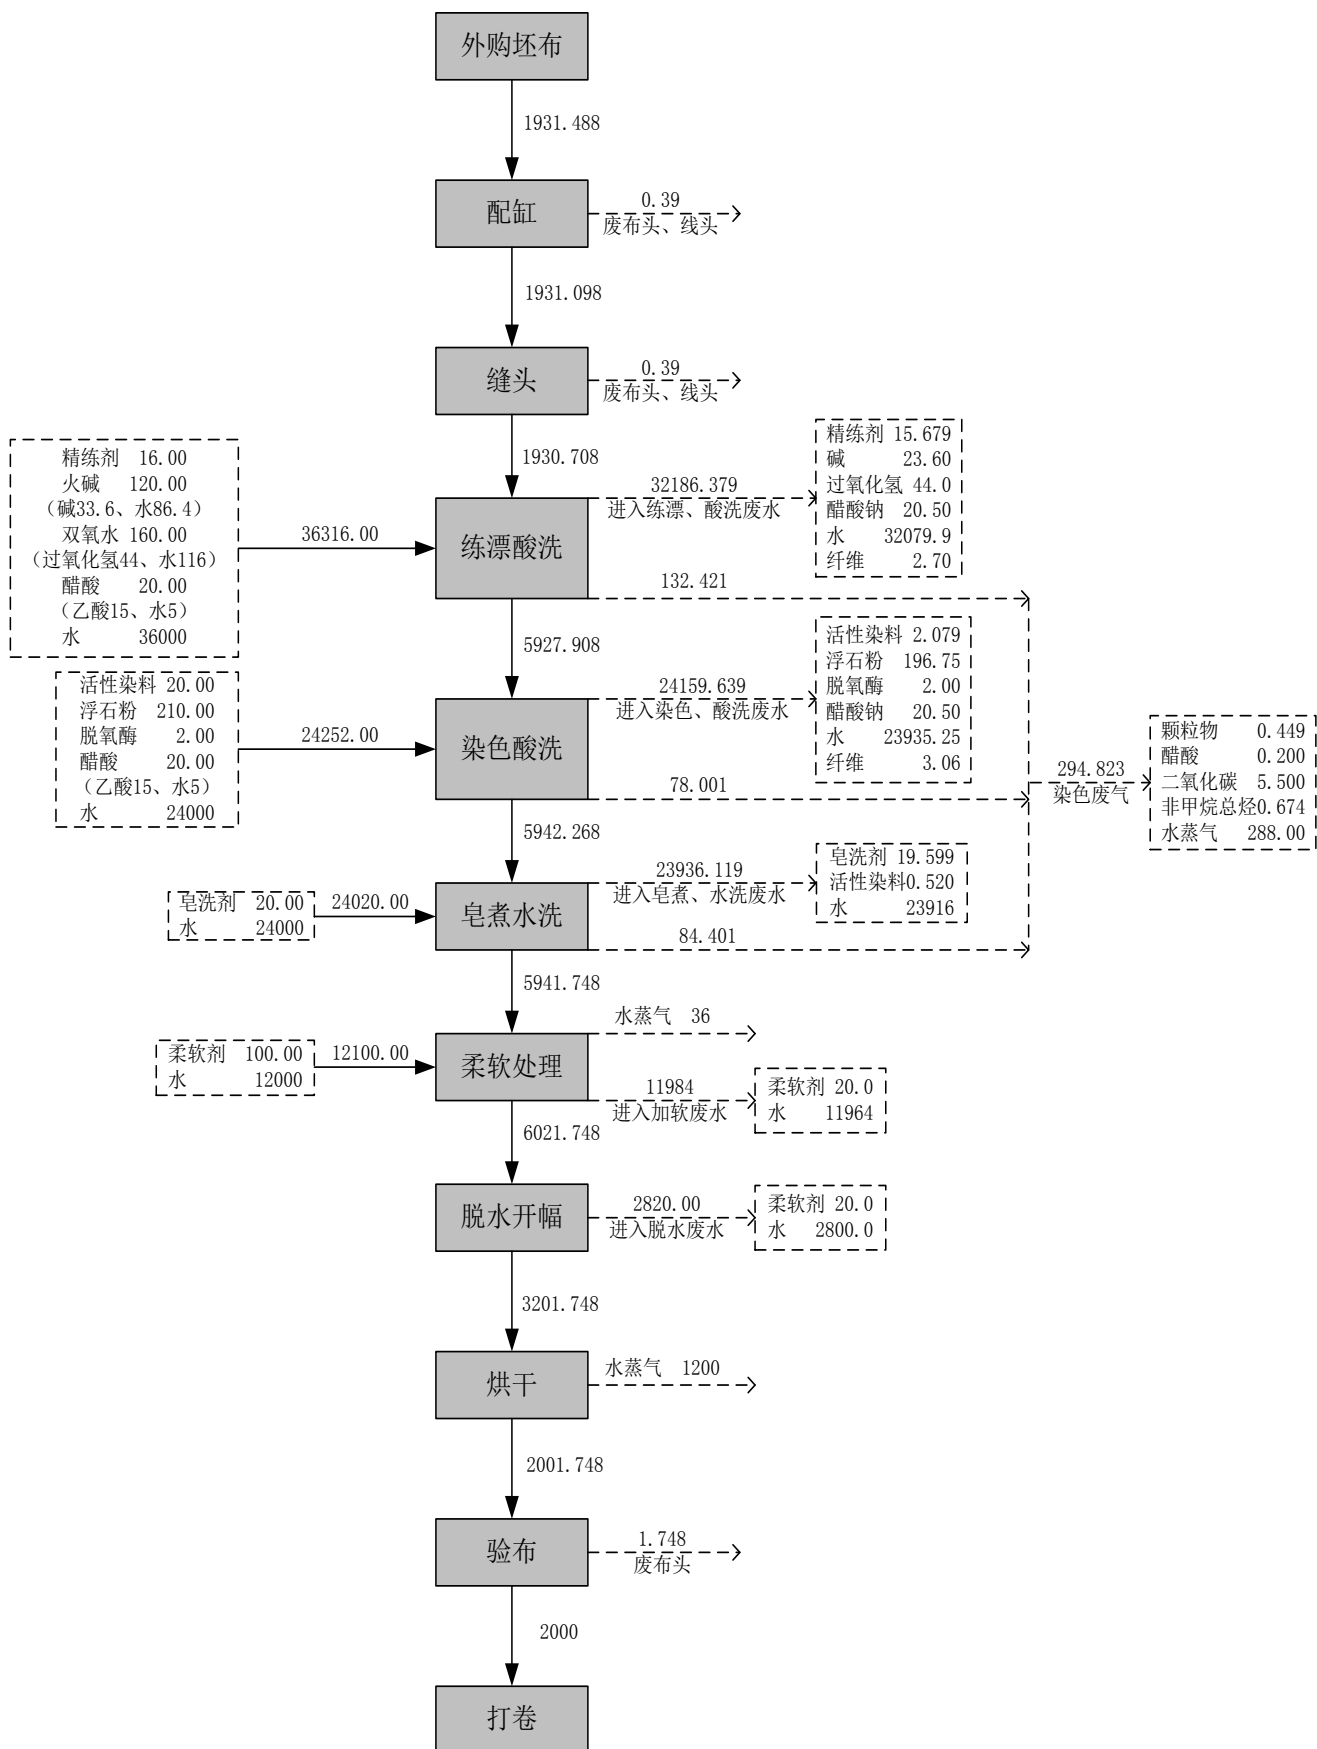 外购坯布
1931.488
配缸
0.39
废布头、线头
1931.098
缝头
0.39
废布头、线头
1930.708
精练剂 16.00
火碱 120.00
（碱33.6、水86.4）
双氧水 160.00
（过氧化氢44、水116）
醋酸 20.00
（乙酸15、水5）
水 36000
36316.00
练漂酸洗
32186.379
进入练漂、酸洗废水
精练剂 15.679
碱 23.60
过氧化氢 44.0
醋酸钠 20.50
水 32079.9
纤维 2.70
132.421
5927.908
活性染料 20.00
浮石粉 210.00
脱氧酶 2.00
醋酸 20.00
（乙酸15、水5）
水 24000
24252.00
染色酸洗
24159.639
进入染色、酸洗废水
活性染料 2.079
浮石粉 196.75
脱氧酶 2.00
醋酸钠 20.50
水 23935.25
纤维 3.06
78.001
294.823
染色废气
颗粒物 0.449
醋酸 0.200
二氧化碳 5.500
非甲烷总烃0.674
水蒸气 288.00
5942.268
皂洗剂 20.00
水 24000
24020.00
皂煮水洗
23936.119
进入皂煮、水洗废水
皂洗剂 19.599
活性染料0.520
水 23916
84.401
5941.748
柔软剂 100.00
水 12000
12100.00
柔软处理
水蒸气 36
11984
进入加软废水
柔软剂 20.0
水 11964
6021.748
脱水开幅
2820.00
进入脱水废水
柔软剂 20.0
水 2800.0
3201.748
烘干
水蒸气 1200
2001.748
验布
1.748
废布头
2000
打卷